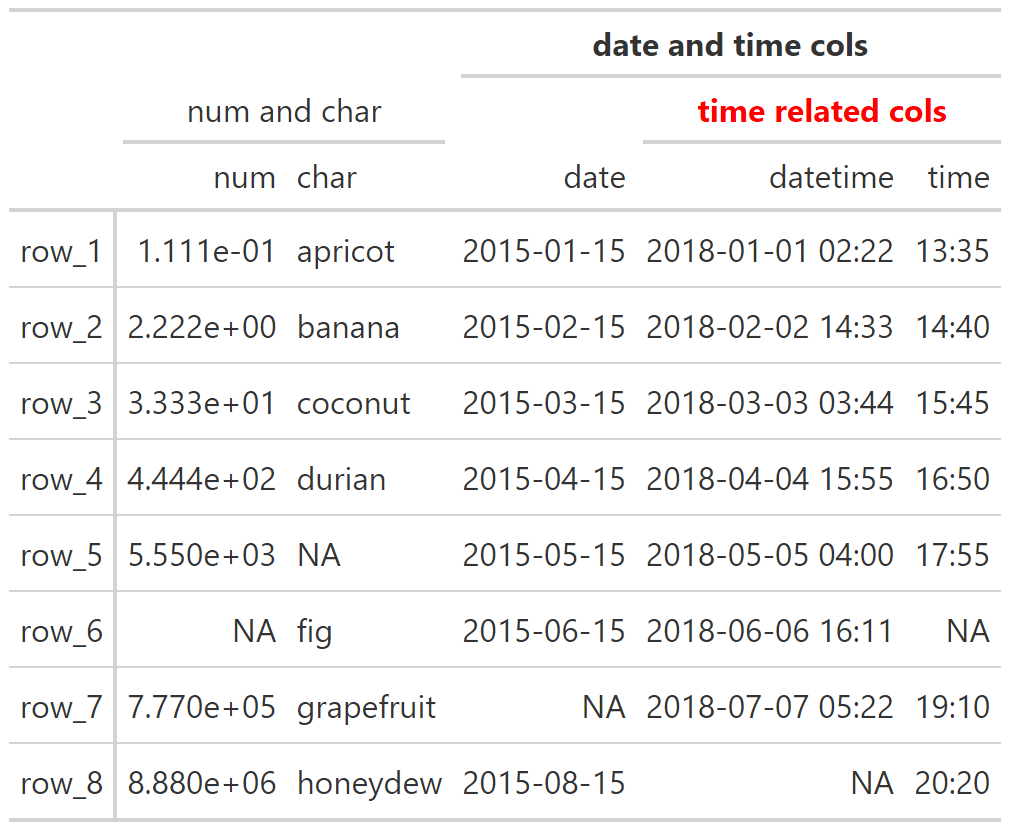 date and time cols
num and char time related cols
num char date datetime time
row_1 1.111e-01 apricot 2015-01-15 2018-01-01 02:22 13:35
row_2 2.222e+00 banana 2015-02-15 2018-02-02 14:33 14:40
row_3 3.333e+01 coconut 2015-03-15 2018-03-03 03:44 15:45
row_4 4.444e+02 durian 2015-04-15 2018-04-04 15:55 16:50
row_5 5.550e+03 NA 2015-05-15 2018-05-05 04:00 17:55
row_6 NA fig 2015-06-15 2018-06-06 16:11 NA
row_7 7.770e+05 grapefruit NA 2018-07-07 05:22 19:10
row_8 8.880e+06 honeydew 2015-08-15 NA 20:20